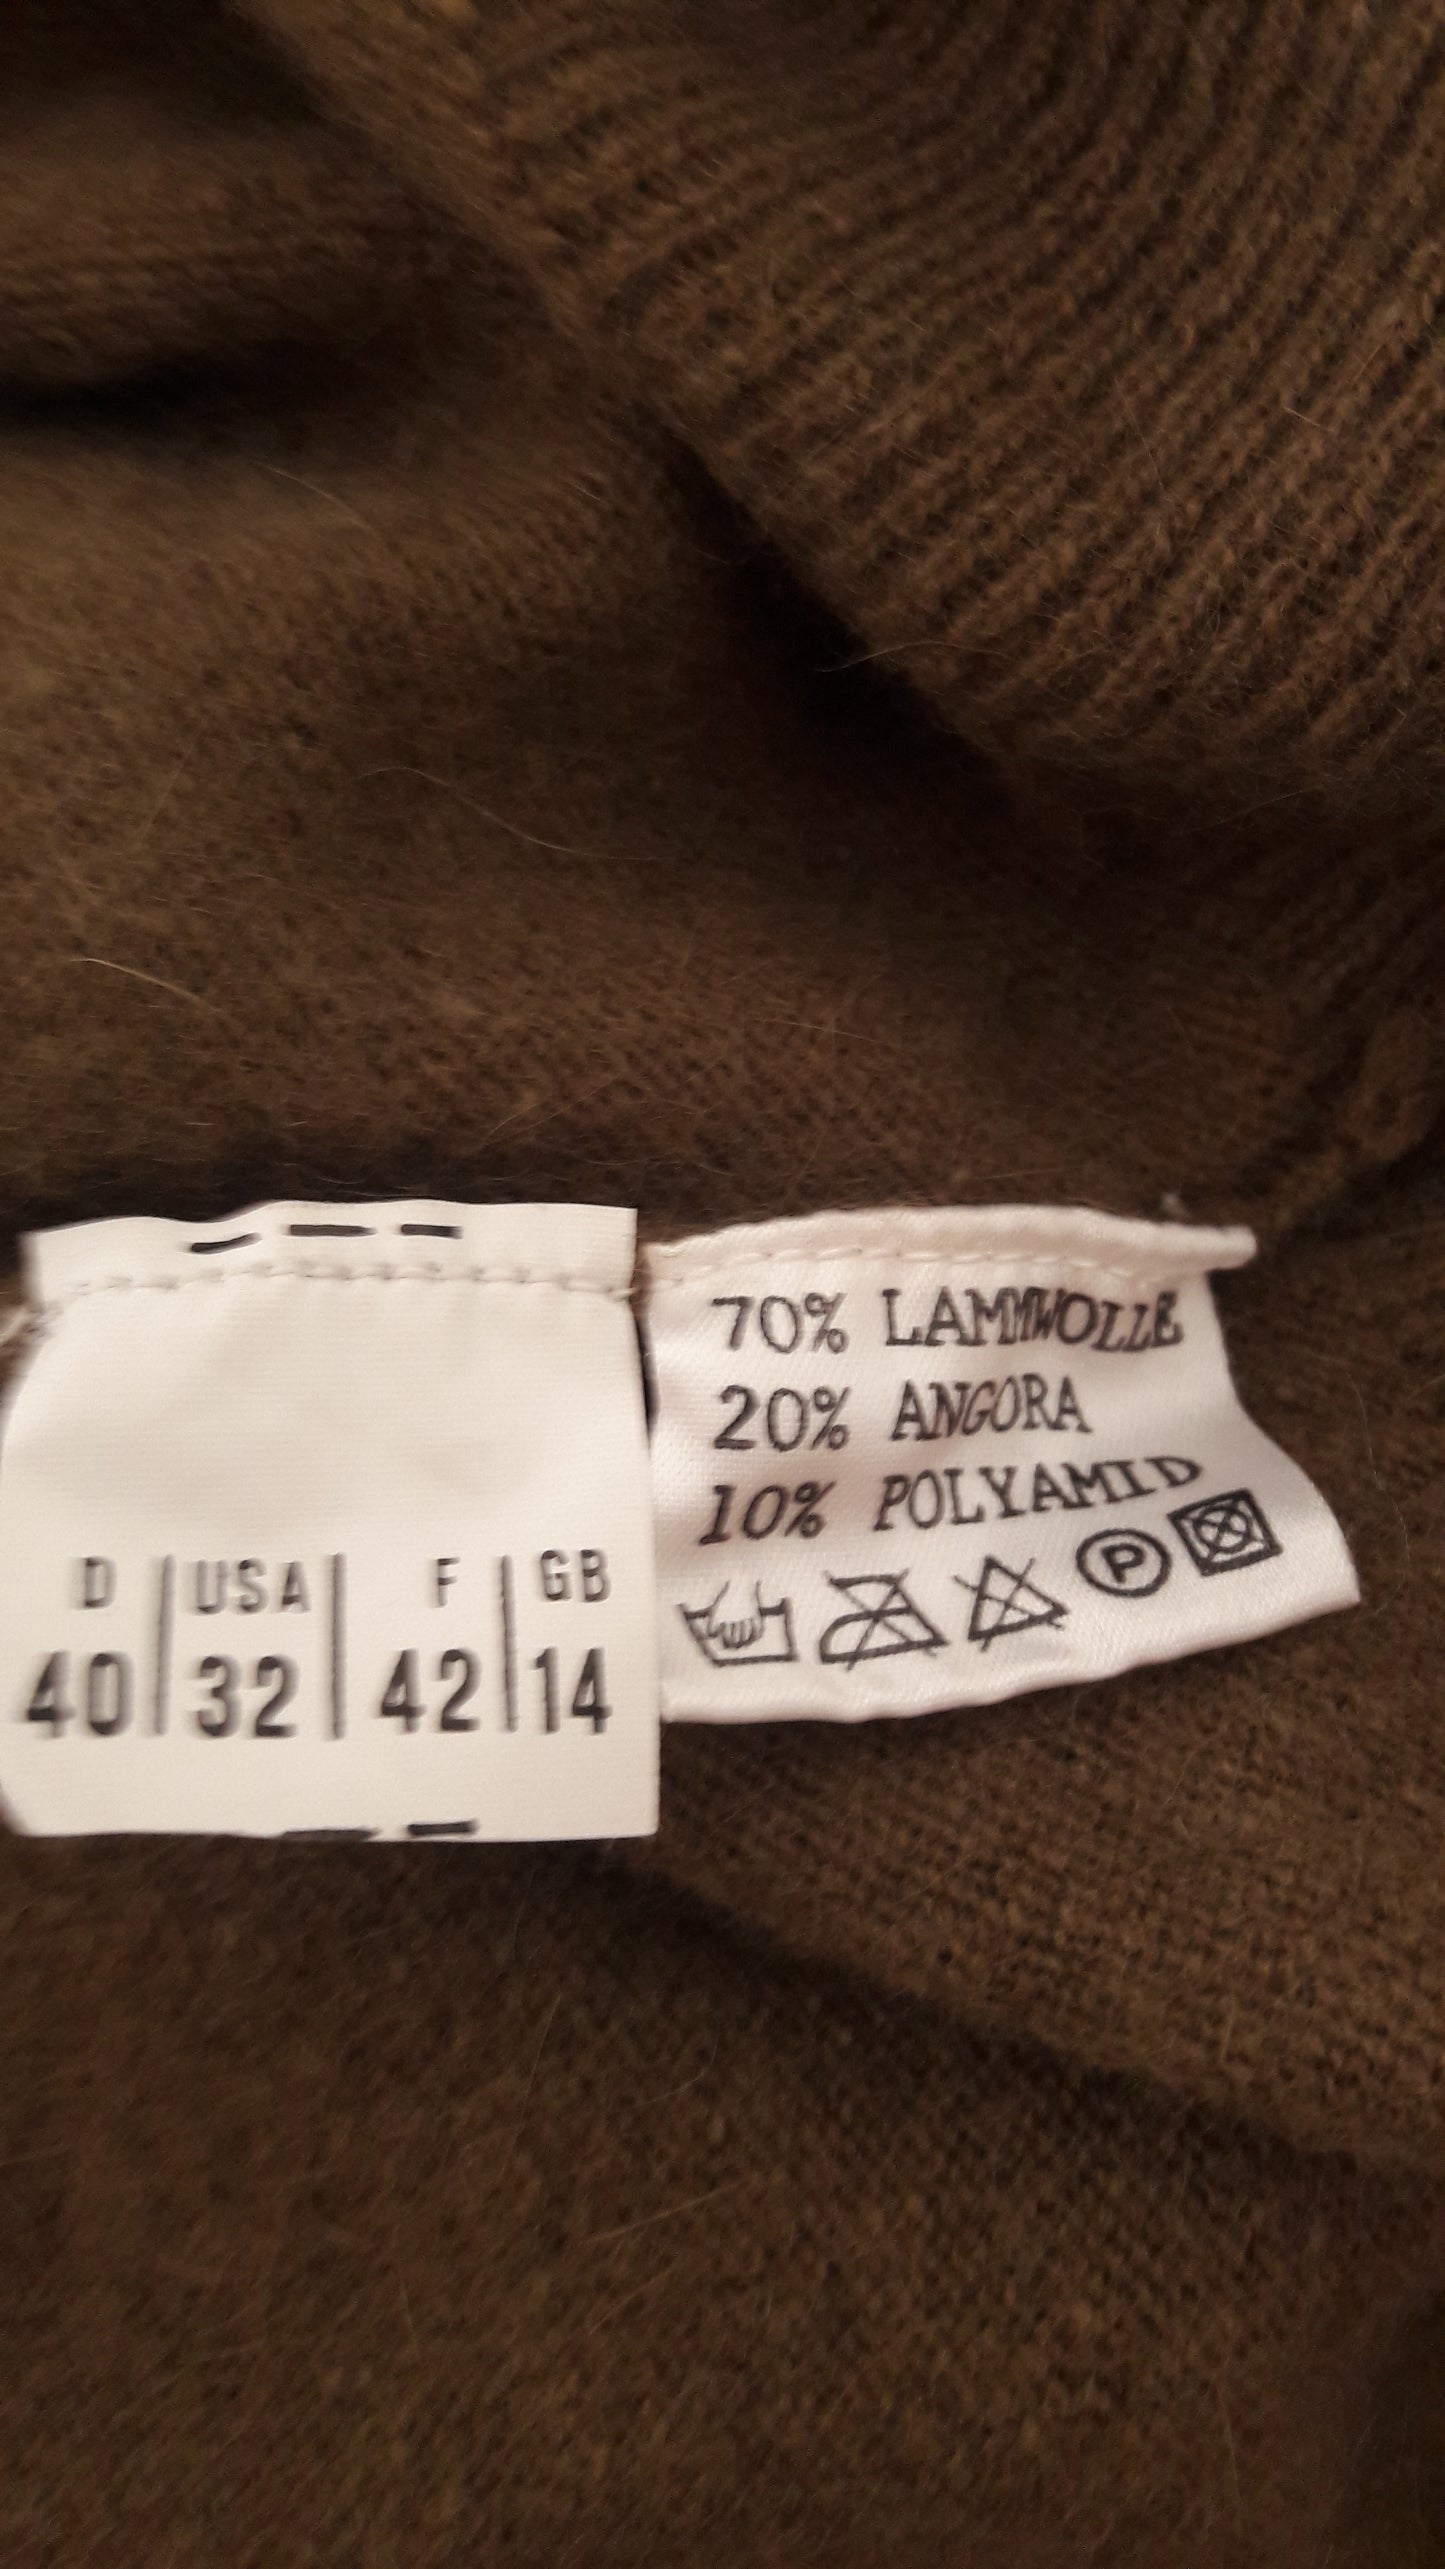 D | USA | F | GB
40 | 32 | 42 | 14
70% LAMMWOLLE
20% ANGORA
10% POLYAMID
P